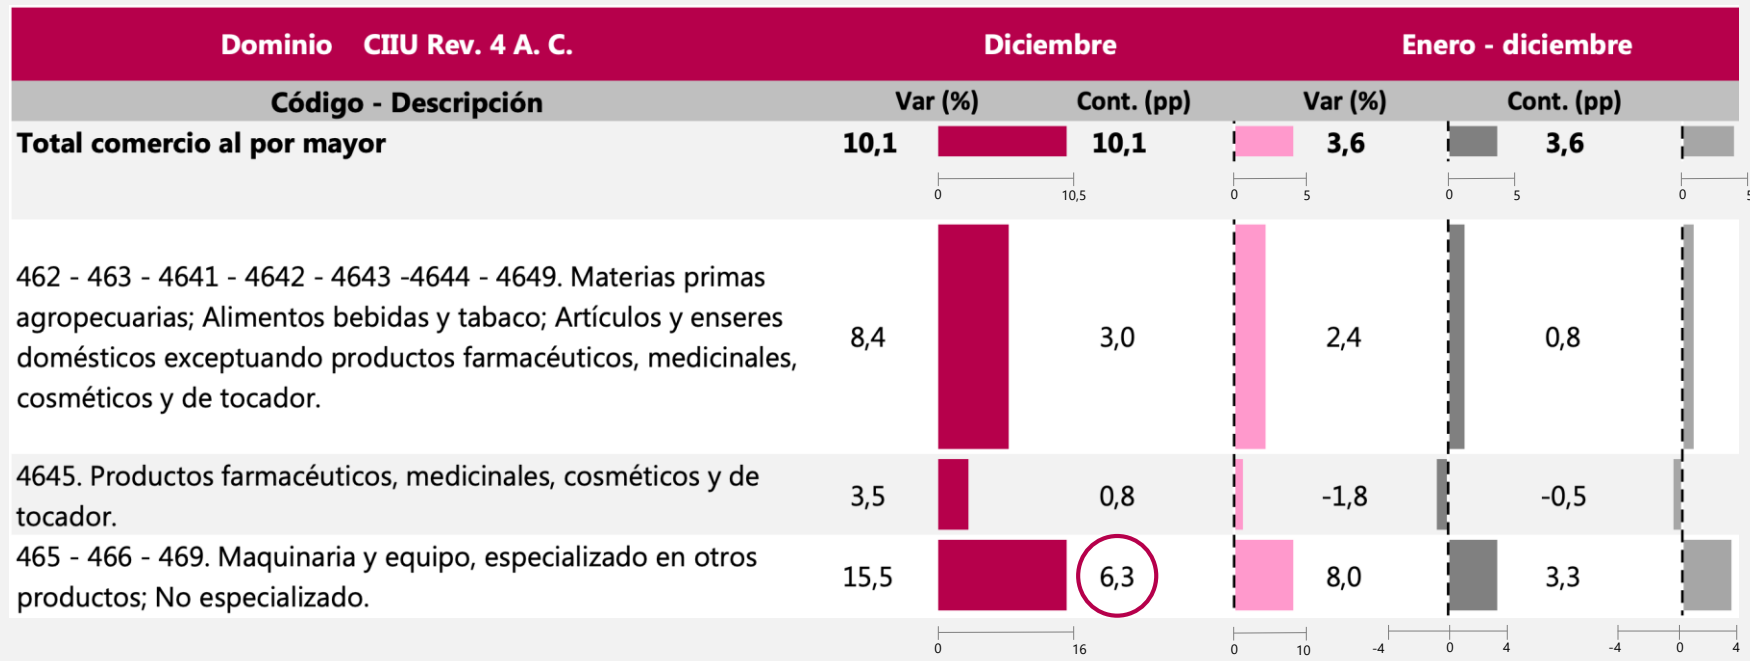 Dominio CIIU Rev. 4 A. C. Diciembre Enero - diciembre
Código - Descripción Var (%) Cont. (pp) Var (%) Cont. (pp)
Total comercio al por mayor 10,1 10,1 3,6 3,6
0 10,5 0 5 0 5 0 5
462 - 463 - 4641 - 4642 - 4643 -4644 - 4649. Materias primas
agropecuarias; Alimentos bebidas y tabaco; Artículos y enseres
domésticos exceptuando productos farmacéuticos, medicinales,
cosméticos y de tocador.
8,4 3,0 2,4 0,8
4645. Productos farmacéuticos, medicinales, cosméticos y de
tocador.
3,5 0,8 -1,8 -0,5
465 - 466 - 469. Maquinaria y equipo, especializado en otros
productos; No especializado.
15,5 6,3 8,0 3,3
0 16 0 10 -4 0 4 -4 0 4